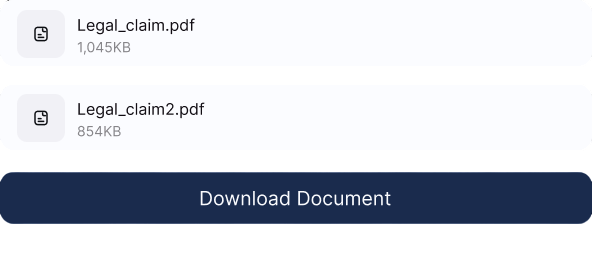 Legal_claim.pdf
1,045KB
Legal_claim2.pdf
854KB
Download Document